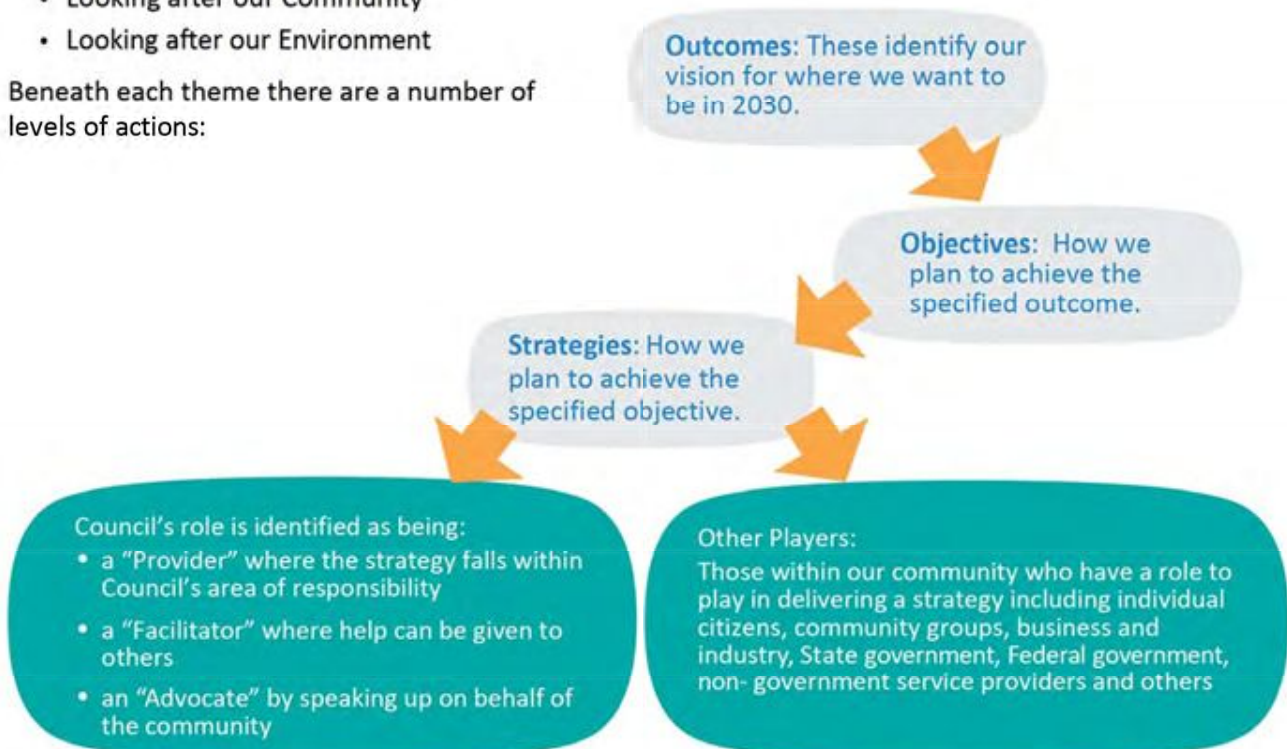 • Looking after our Community
• Looking after our Environment
Beneath each theme there are a number of
levels of actions:
Outcomes: These identify our
vision for where we want to
be in 2030.
Objectives: How we
plan to achieve the
specified outcome.
Strategies: How we
plan to achieve the
specified objective.
Council's role is identified as being:
• a “Provider” where the strategy falls within
Council's area of responsibility
• a “Facilitator” where help can be given to
others
• an “Advocate” by speaking up on behalf of
the community
Other Players:
Those within our community who have a role to
play in delivering a strategy including individual
citizens, community groups, business and
industry, State government, Federal government,
non- government service providers and others